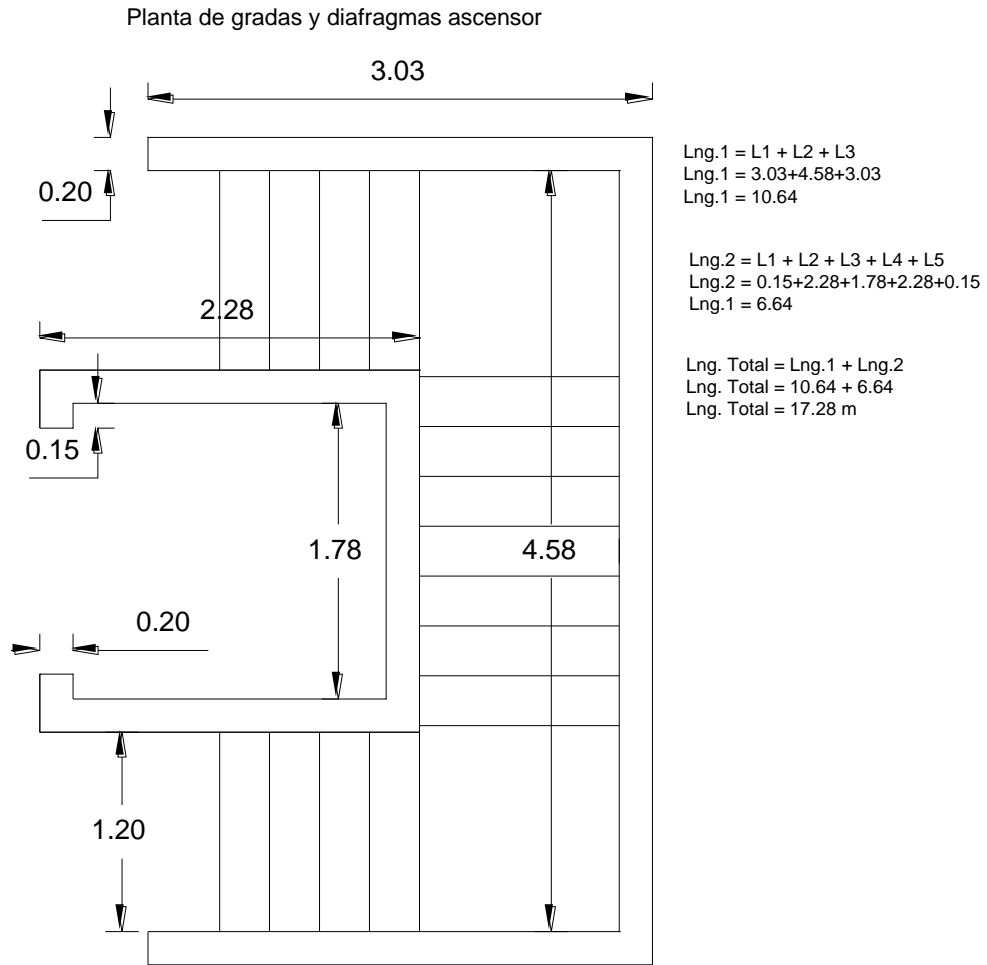 Planta de gradas y diafragmas ascensor
3.03
0.20
2.28
0.15
1.78
4.58
0.20
1.20
Lng.1 = L1 + L2 + L3
Lng.1 = 3.03+4.58+3.03
Lng.1 = 10.64
Lng.2 = L1 + L2 + L3 + L4 + L5
Lng.2 = 0.15+2.28+1.78+2.28+0.15
Lng.1 = 6.64
Lng. Total = Lng.1 + Lng.2
Lng. Total = 10.64 + 6.64
Lng. Total = 17.28 m